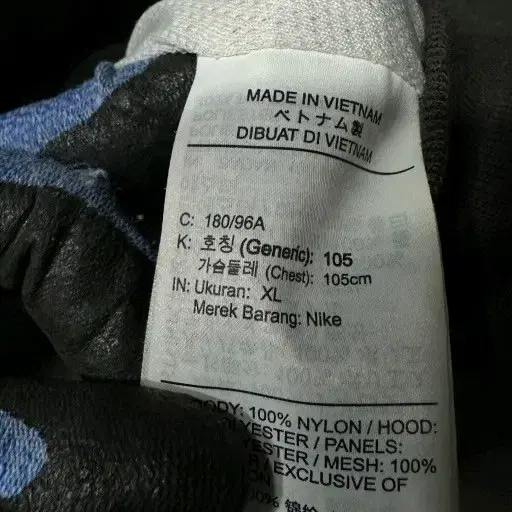 MADE IN VIETNAM
ベトナム製
DIBUAT DI VIETNAM
C: 180/96A
K: 호칭 (Generic): 105
가슴둘레 (Chest): 105cm
IN: Ukuran: XL
Merek Barang: Nike
BODY: 100% NYLON / HOOD:
/ PANELS:
/ MESH: 100%
/ EXCLUSIVE OF